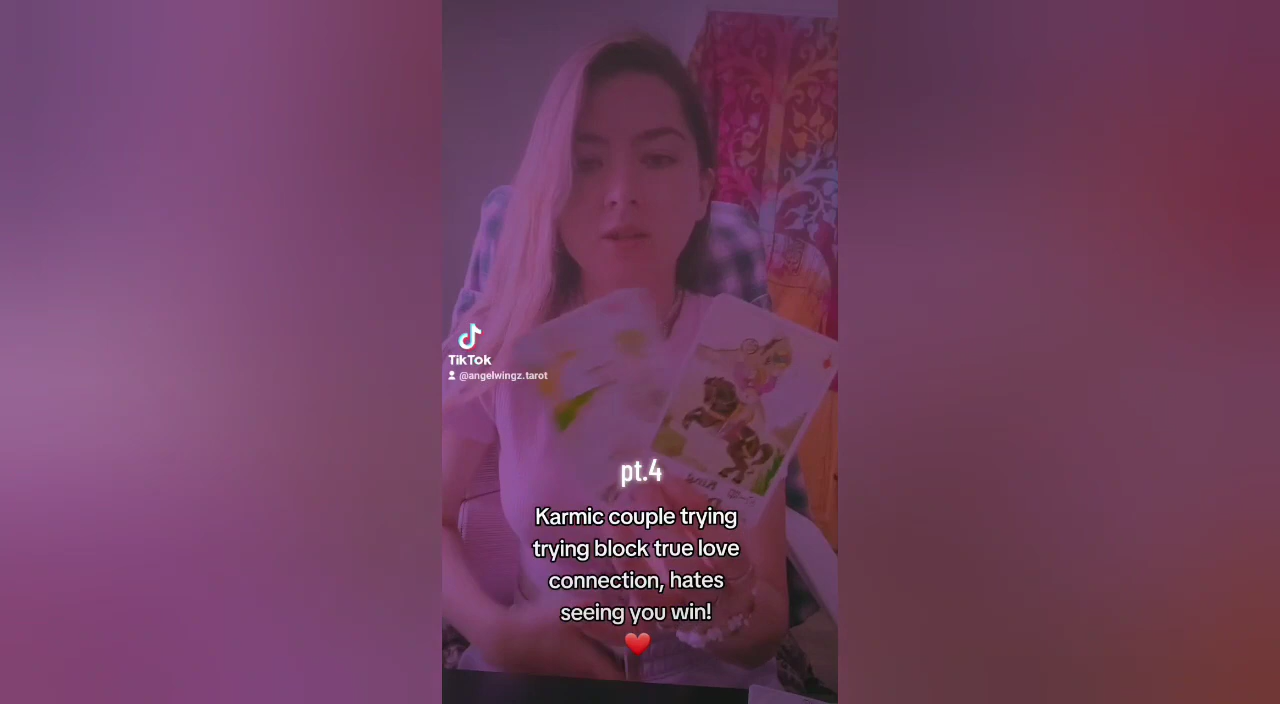 TikTok
@angelwingz.tarot
pt.4
Karmic couple trying
trying block true love
connection, hates
seeing you win!